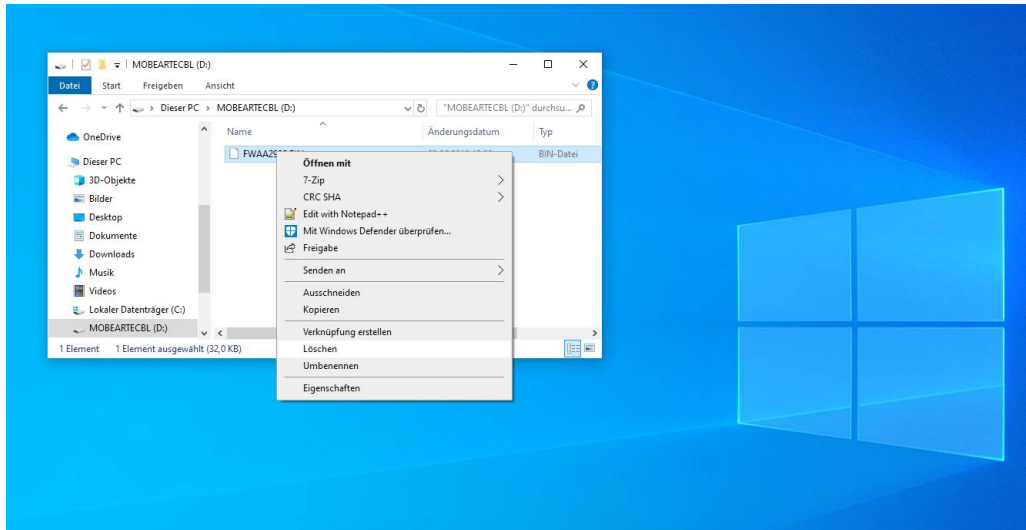 MOBEARTECBL (D:)
Datei Start Freigeben Ansicht
Dieser PC > MOBEARTECBL (D:) "MOBEARTECBL (D:)" durchsu...
Name Änderungsdatum Typ
OneDrive
Dieser PC
3D-Objekte
Bilder
Desktop
Dokumente
Downloads
Musik
Videos
Lokaler Datenträger (C:)
MOBEARTECBL (D:)
BIN-Datei
Öffnen mit
7-Zip
CRC SHA
Edit with Notepad++
Mit Windows Defender überprüfen...
Freigabe
Senden an
Ausschneiden
Kopieren
Verknüpfung erstellen
Löschen
Umbenennen
Eigenschaften
1 Element 1 Element ausgewählt (32,0 KB)